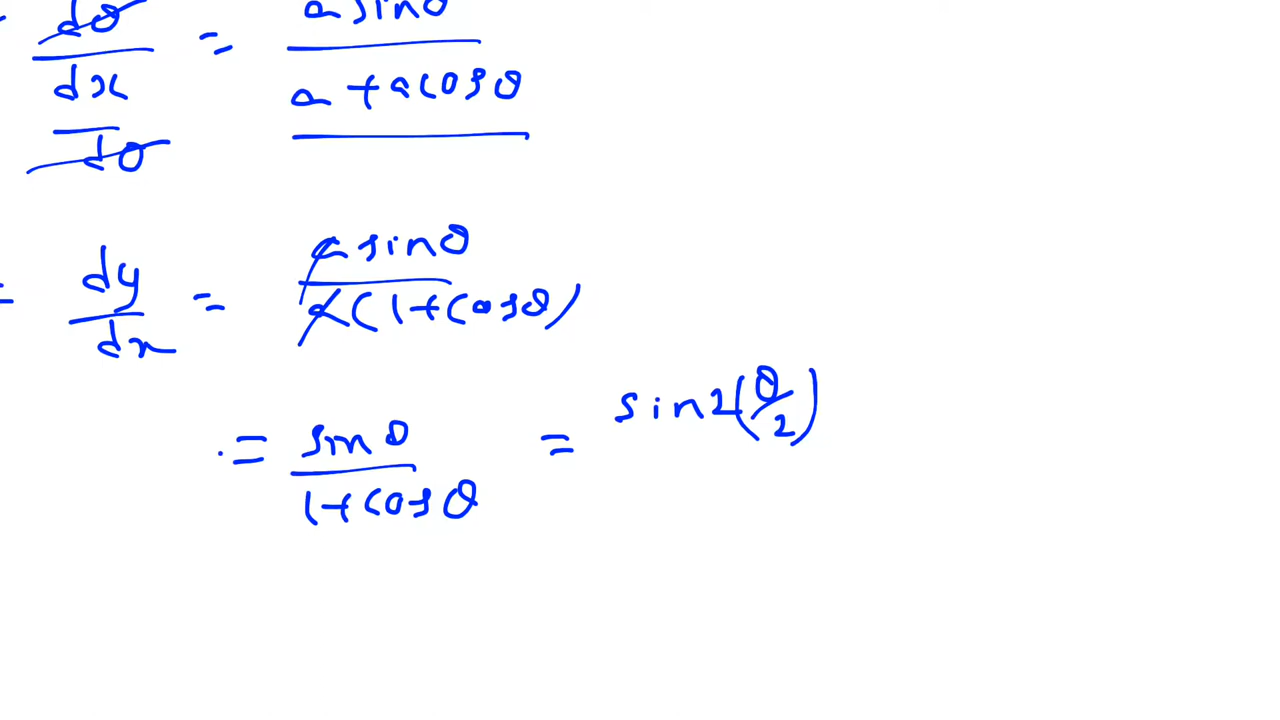 dθ/dx/dθ = a sinθ / a + a cosθ
= dy/dx = a sinθ / a(1+cosθ)
= sinθ / 1+cosθ = sin2(θ/2)